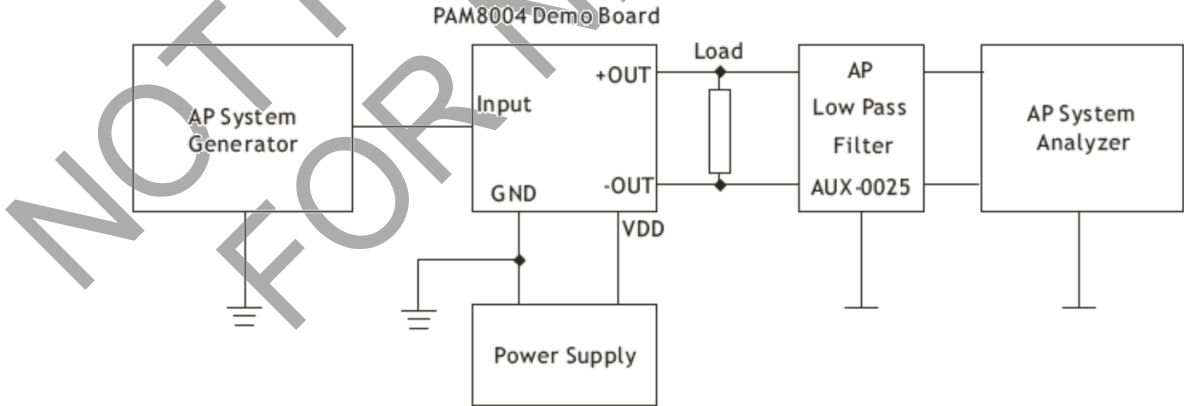 PAM8004 Demo Board
AP System
Generator
Input
+OUT
-OUT
GND
VDD
Load
AP
Low Pass
Filter
AUX-0025
AP System
Analyzer
Power Supply
NOT
FOR